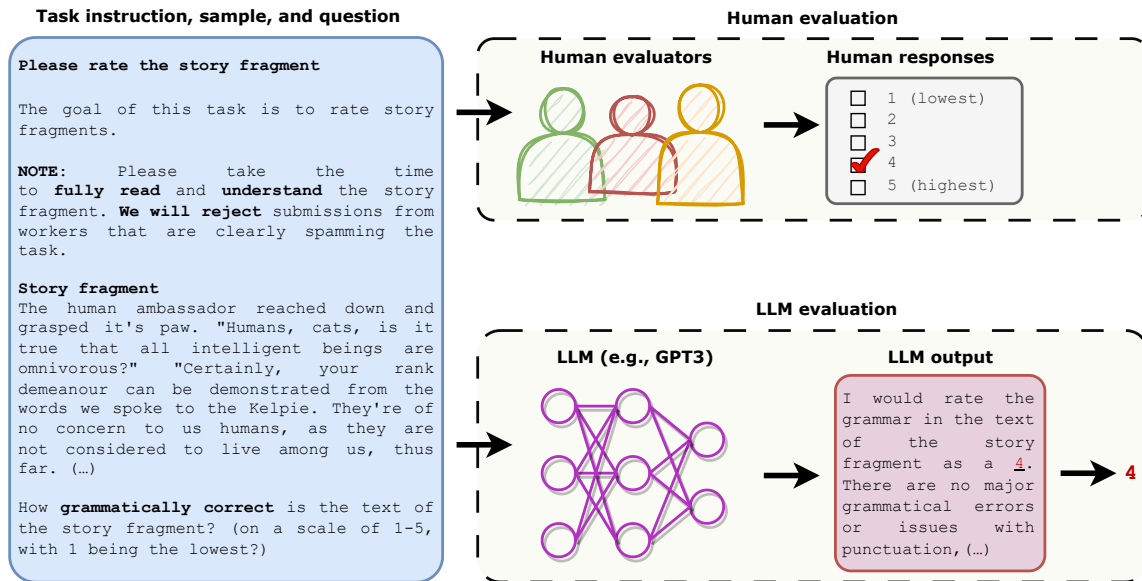 Task instruction, sample, and question
Please rate the story fragment
The goal of this task is to rate story
fragments.
NOTE: Please take the time
to fully read and understand the story
fragment. We will reject submissions from
workers that are clearly spamming the
task.
Story fragment
The human ambassador reached down and
grasped it's paw. "Humans, cats, is it
true that all intelligent beings are
omnivorous?" "Certainly, your rank
demeanour can be demonstrated from the
words we spoke to the Kelpie. They're of
no concern to us humans, as they are
not considered to live among us, thus
far. (…)
How grammatically correct is the text of
the story fragment? (on a scale of 1-5,
with 1 being the lowest?)
Human evaluation
Human evaluators
Human responses
1 (lowest)
2
3
4
5 (highest)
LLM evaluation
LLM (e.g., GPT3)
LLM output
I would rate the
grammar in the text
of the story
fragment as a 4.
There are no major
grammatical errors
or issues with
punctuation,(…)
4